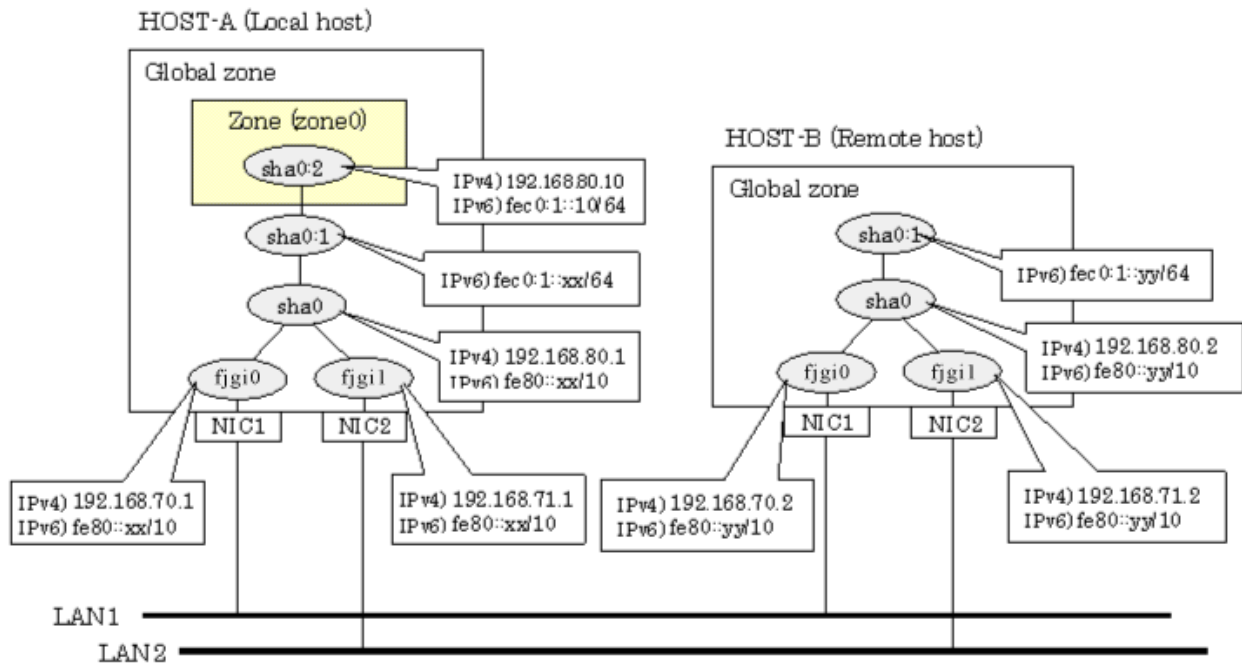 HOST-A (Local host)
Global zone
Zone (zone0)
sha0:2
IPv4) 192.168.80.10
IPv6) fec0:1::10/64
sha0:1
IPv6) fec0:1::xx/64
sha0
IPv4) 192.168.80.1
IPv6) fe80::xx/10
fjgi0
fjgi1
NIC1
NIC2
IPv4) 192.168.70.1
IPv6) fe80::xx/10
IPv4) 192.168.71.1
IPv6) fe80::xx/10
HOST-B (Remote host)
Global zone
sha0:1
IPv6) fec0:1::yy/64
sha0
IPv4) 192.168.80.2
IPv6) fe80::yy/10
fjgi0
fjgi1
NIC1
NIC2
IPv4) 192.168.70.2
IPv6) fe80::yy/10
IPv4) 192.168.71.2
IPv6) fe80::yy/10
LAN1
LAN2